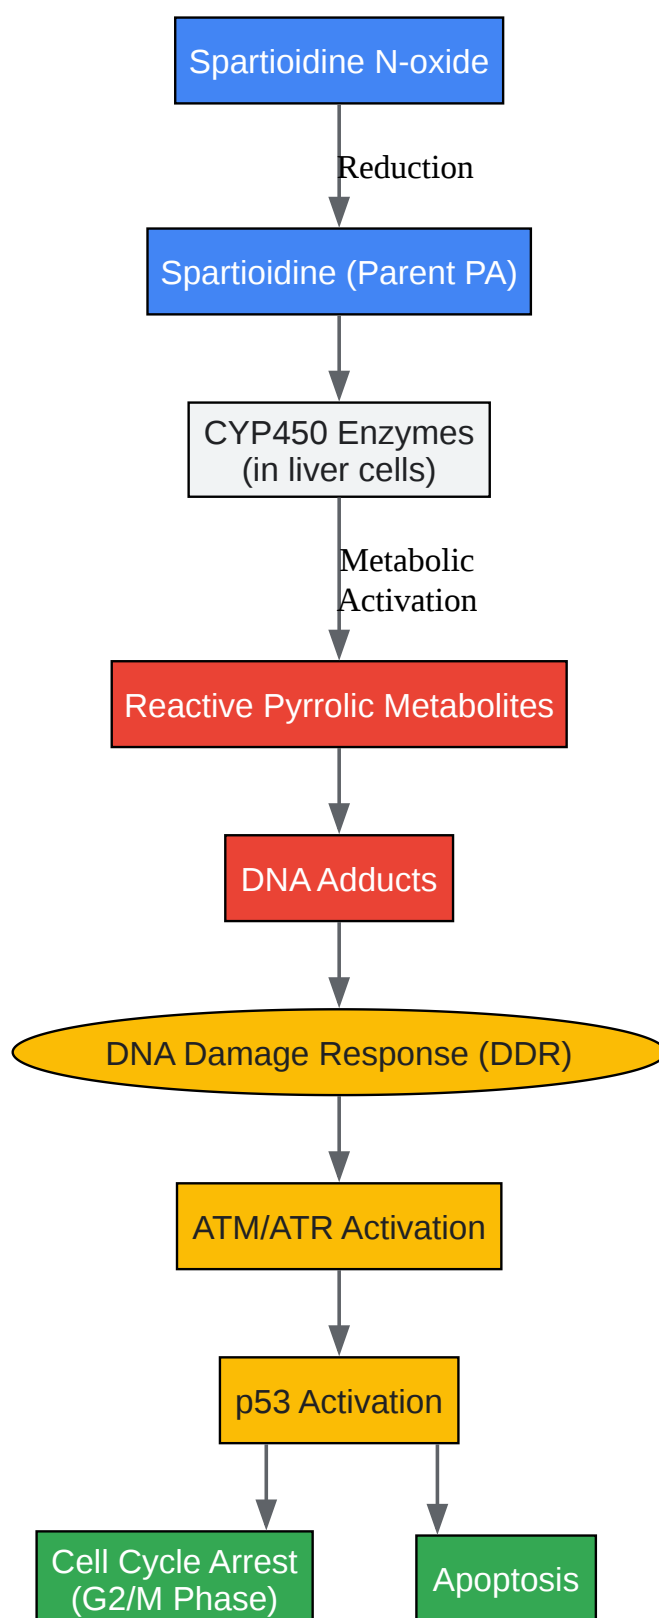 Spartioidine N-oxide
Reduction
Spartioidine (Parent PA)
CYP450 Enzymes
(in liver cells)
Metabolic
Activation
Reactive Pyrrolic Metabolites
DNA Adducts
DNA Damage Response (DDR)
ATM/ATR Activation
p53 Activation
Cell Cycle Arrest
(G2/M Phase)
Apoptosis